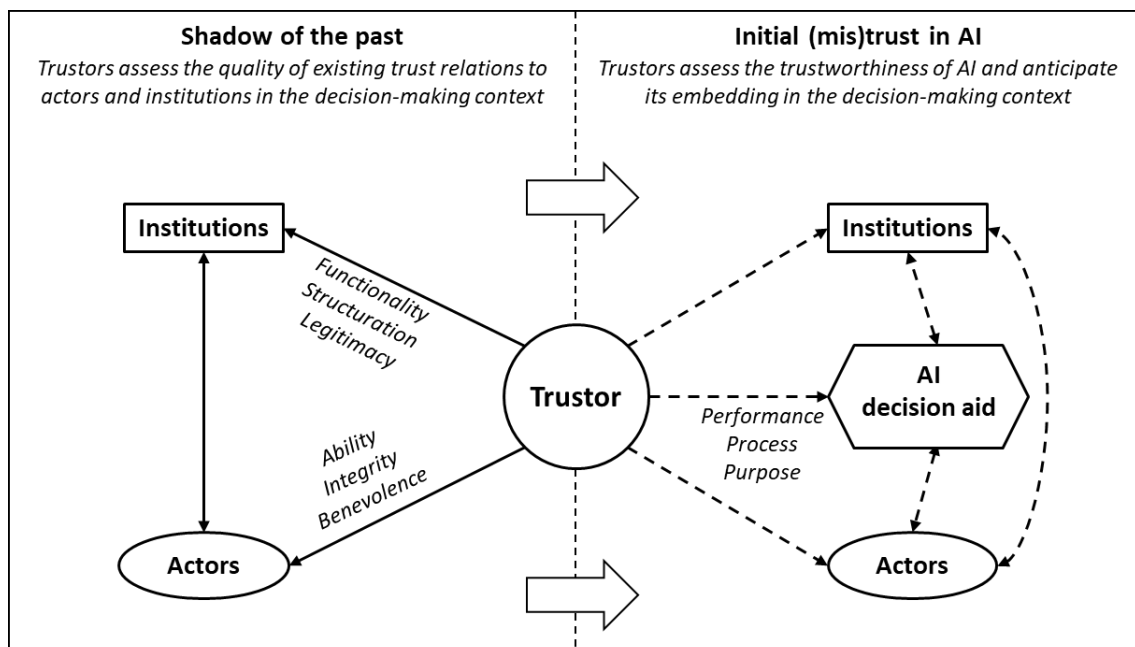 Shadow of the past
Trustors assess the quality of existing trust relations to
actors and institutions in the decision-making context
Initial (mis)trust in AI
Trustors assess the trustworthiness of AI and anticipate
its embedding in the decision-making context
Institutions
Functionality
Structuration
Legitimacy
Trustor
Ability
Integrity
Benevolence
Actors
Institutions
AI
decision aid
Performance
Process
Purpose
Actors